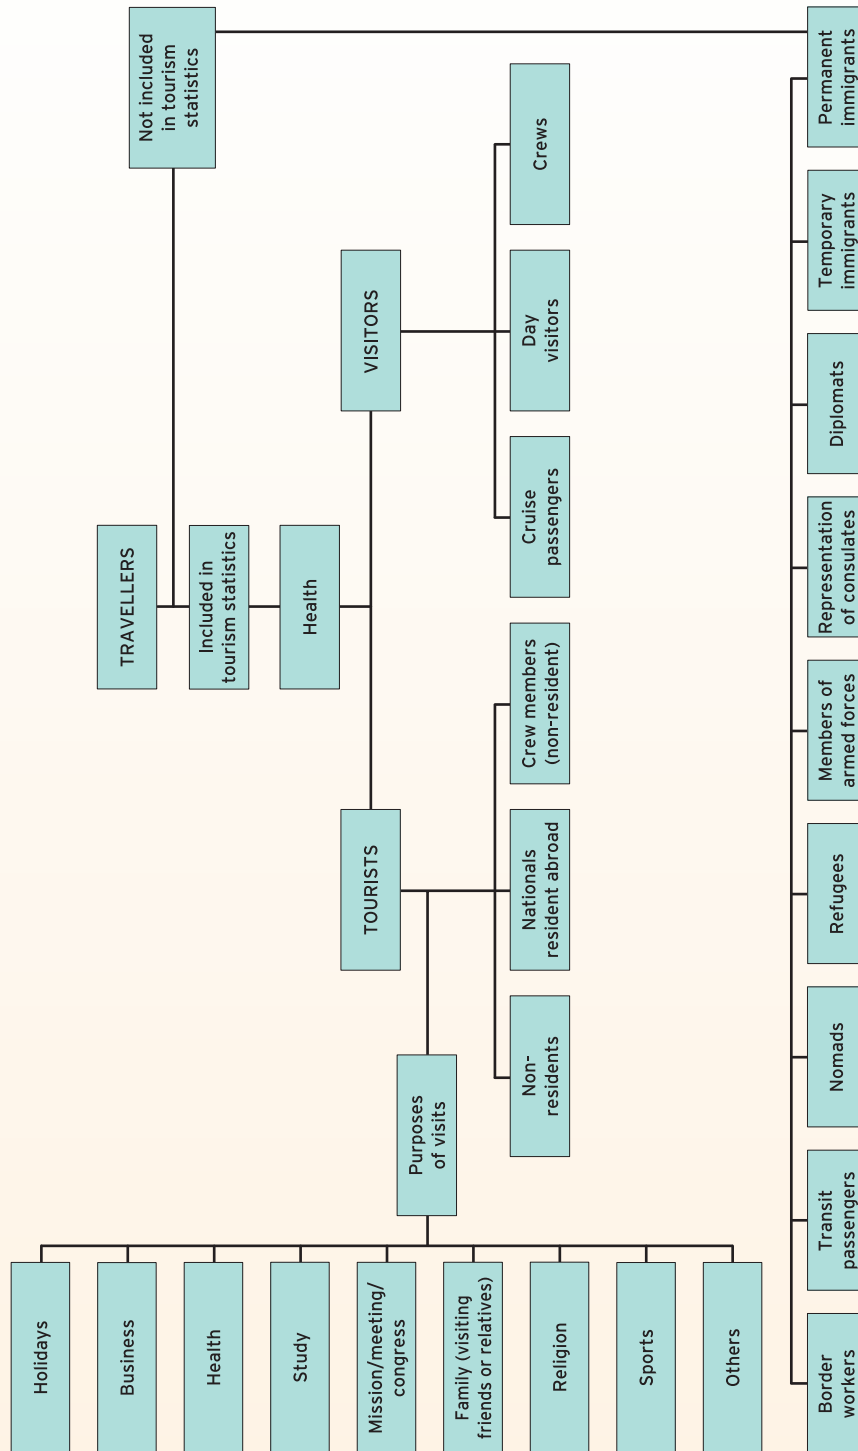 TRAVELLERS
Not included
in tourism
statistics
Included in
tourism statistics
Health
TOURISTS
VISITORS
Purposes
of visits
Non-
residents
Nationals
resident abroad
Crew members
(non-resident)
Cruise
passengers
Day
visitors
Crews
Holidays
Business
Health
Study
Mission/meeting/
congress
Family (visiting
friends or relatives)
Religion
Sports
Others
Border
workers
Transit
passengers
Nomads
Refugees
Members of
armed forces
Representation
of consulates
Diplomats
Temporary
immigrants
Permanent
immigrants